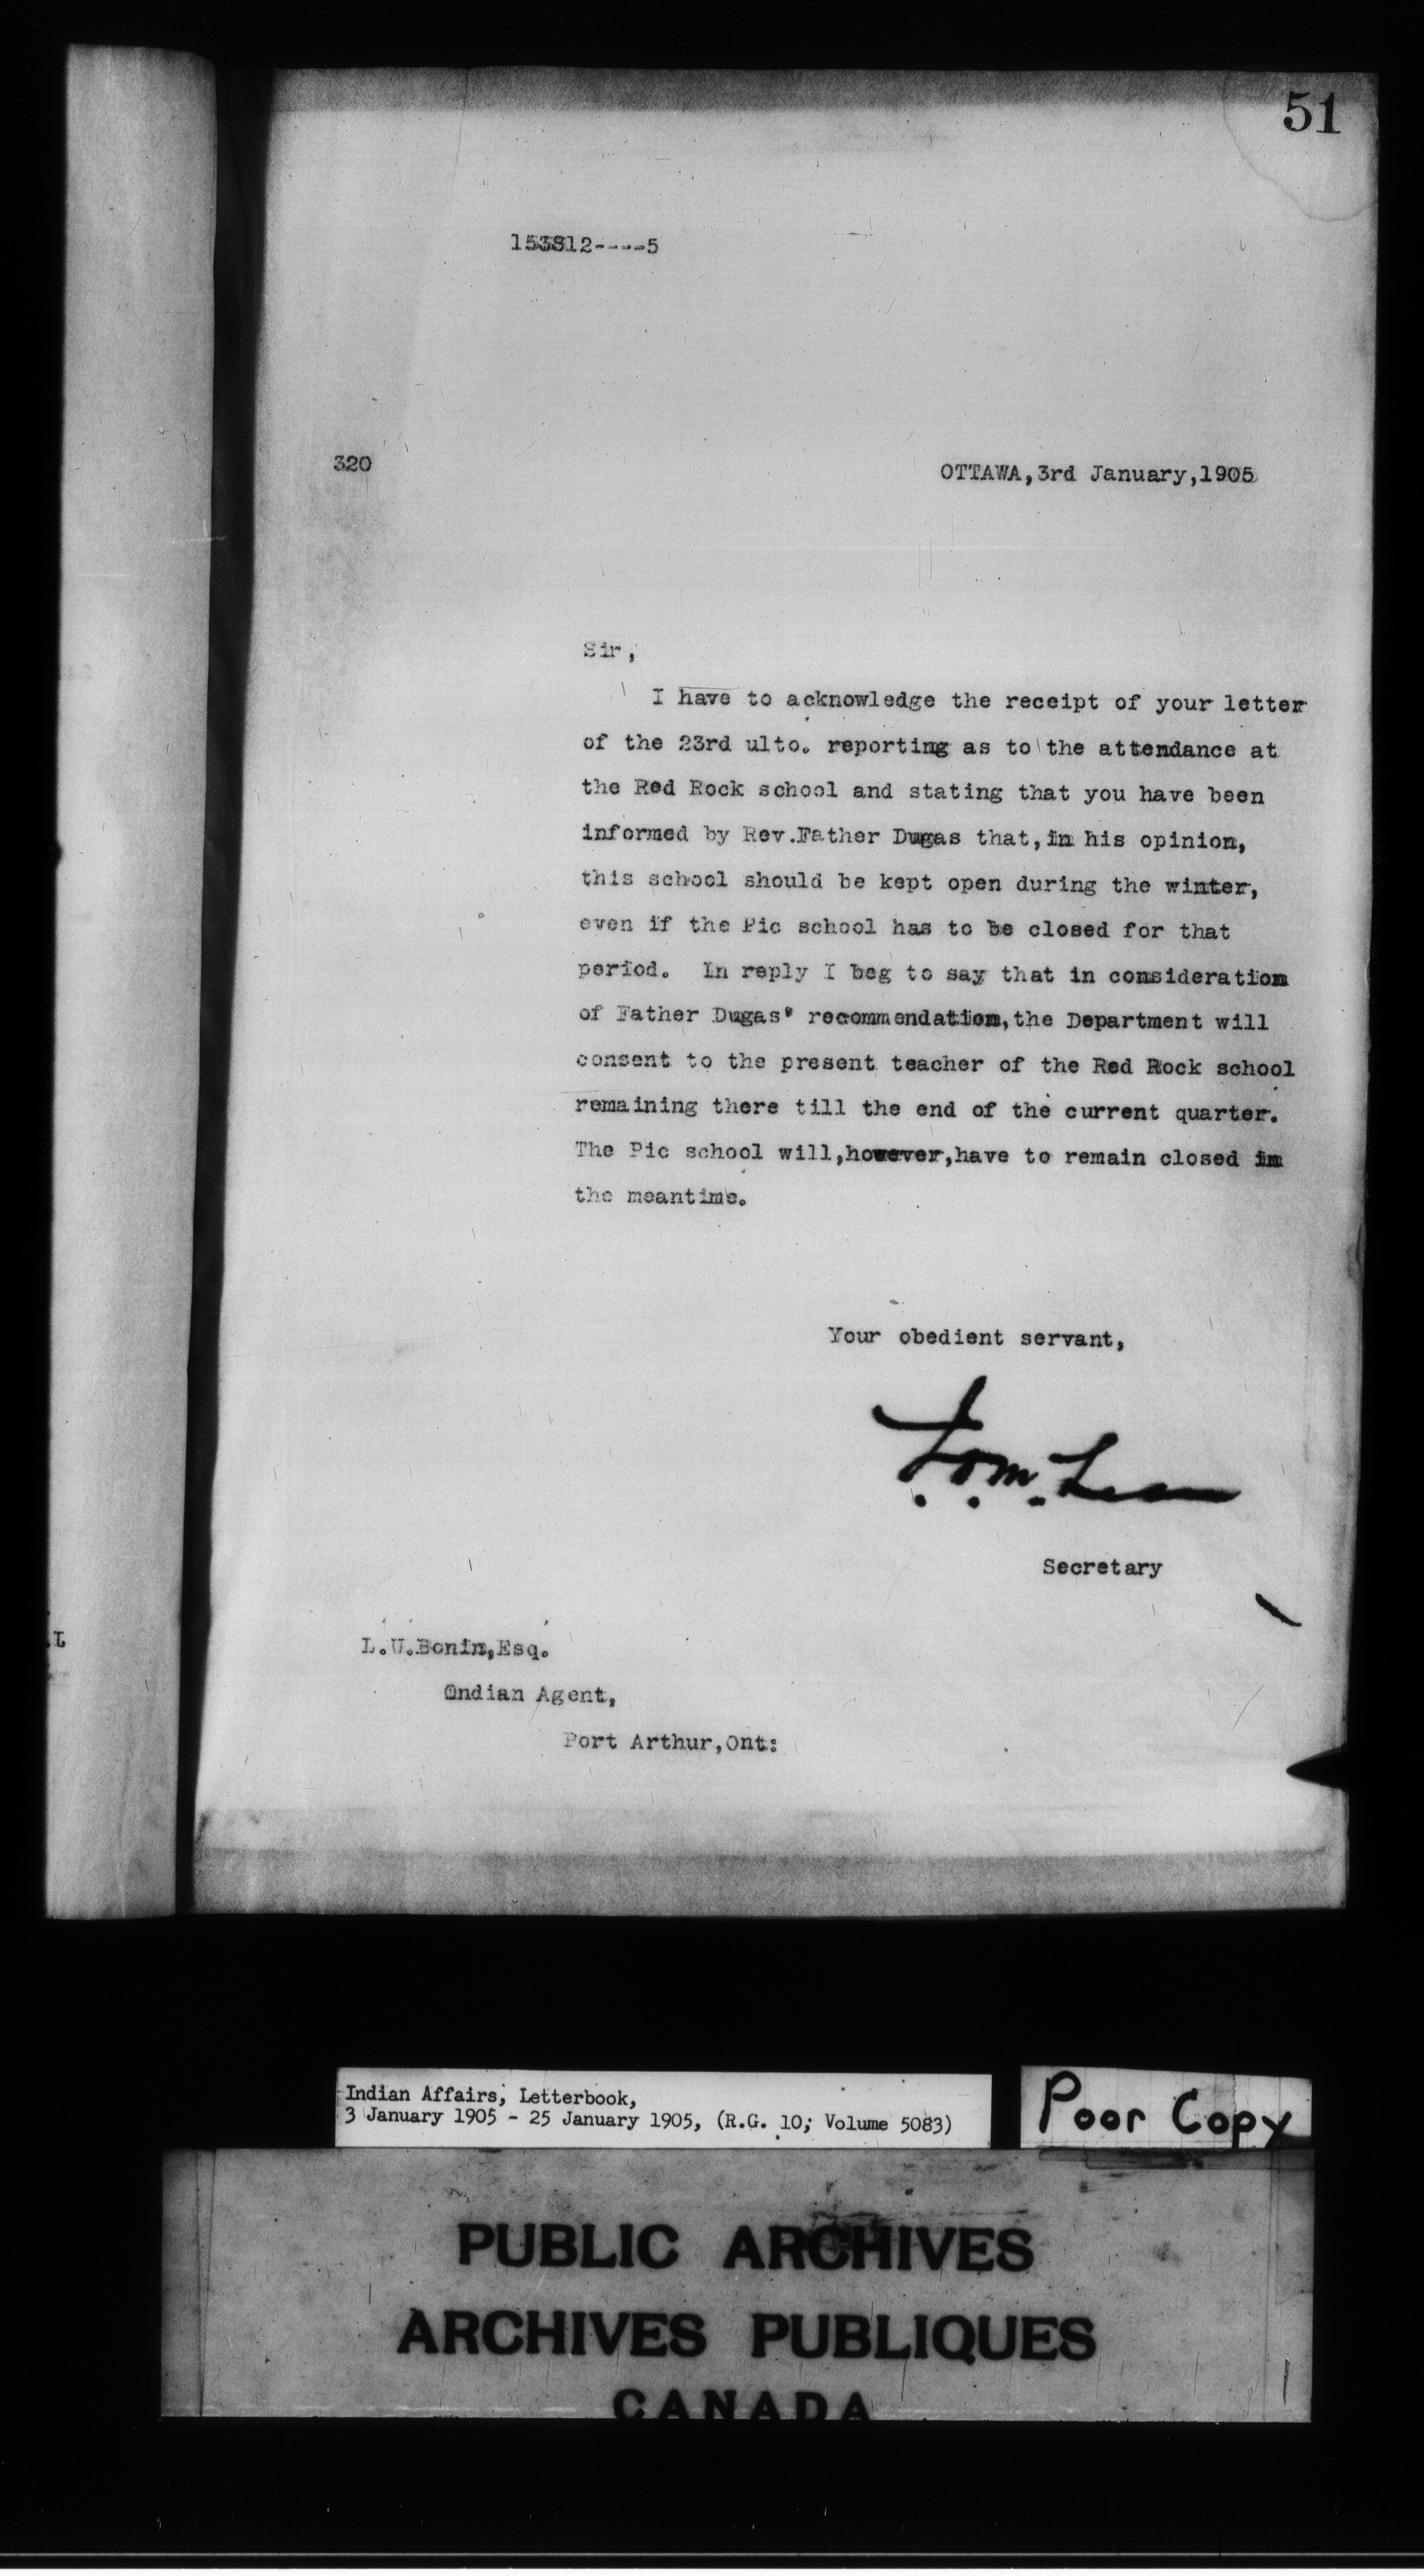 51
153812----5
320
OTTAWA,3rd January,1905
Sir,
I have to acknowledge the receipt of your letter
of the 23rd ulto. reporting as to the attendance at
the Red Rock school and stating that you have been
informed by Rev.Father Dugas that,in his opinion,
this school should be kept open during the winter,
even if the Pic school has to be closed for that
period. In reply I beg to say that in consideration
of Father Dugas' recommendation,the Department will
consent to the present teacher of the Red Rock school
remaining there till the end of the current quarter.
The Pic school will,however,have to remain closed in
the meantime.
Your obedient servant,
Secretary
L.U.Bonin,Esq.
Indian Agent,
Port Arthur,Ont:
Indian Affairs, Letterbook,
3 January 1905 - 25 January 1905, (R.G. 10; Volume 5083)
Poor Copy
PUBLIC ARCHIVES
ARCHIVES PUBLIQUES
CANADA